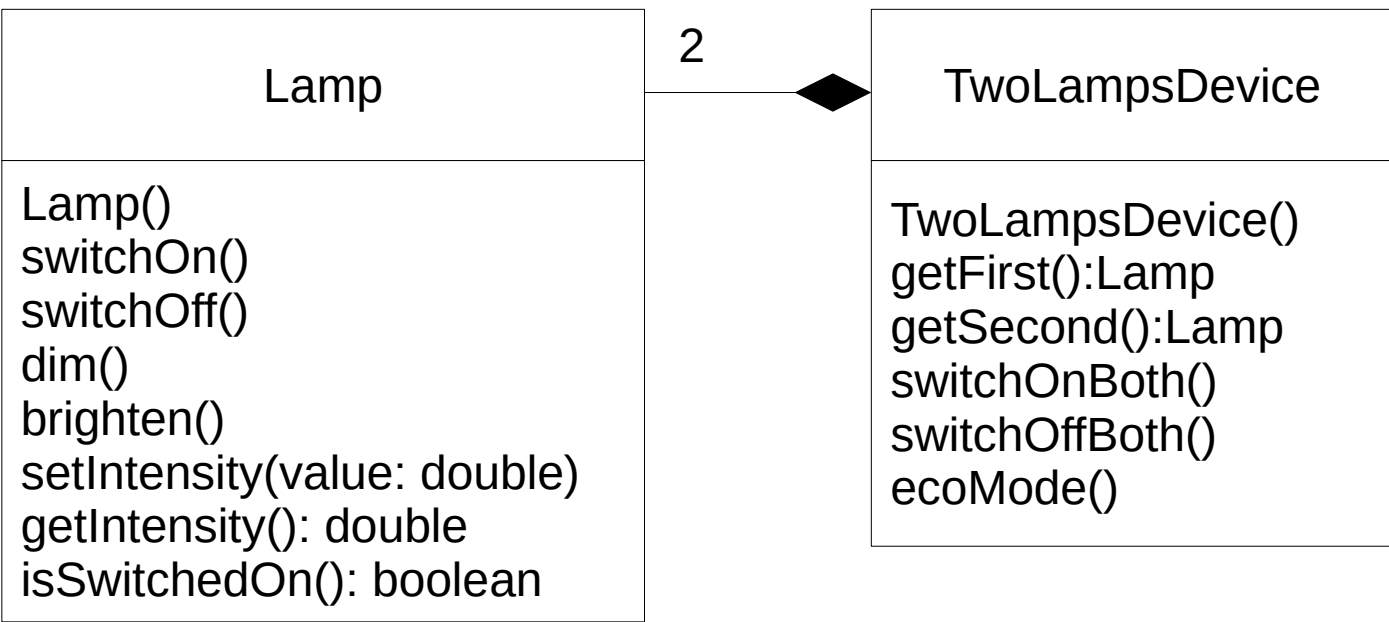 Lamp
Lamp()
switchOn()
switchOff()
dim()
brighten()
setIntensity(value: double)
getIntensity(): double
isSwitchedOn(): boolean
2
TwoLampsDevice
TwoLampsDevice()
getFirst():Lamp
getSecond():Lamp
switchOnBoth()
switchOffBoth()
ecoMode()